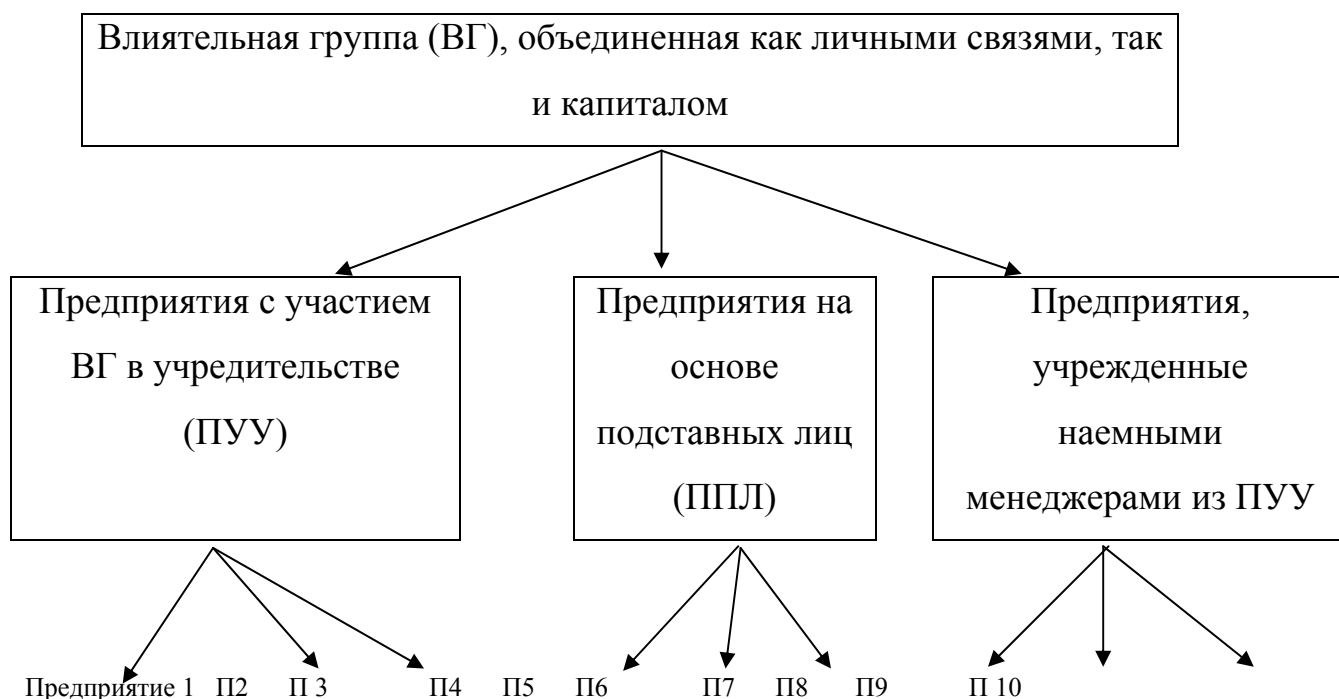 Влиятельная группа (ВГ), объединенная как личными связями, так
и капиталом
Предприятия с участием
ВГ в учредительстве
(ПУУ)
Предприятия на
основе
подставных лиц
(ППЛ)
Предприятия,
учрежденные
наемными
менеджерами из ПУУ
Предприятие 1 П2 П 3 П4 П5 П6 П7 П8 П9 П 10